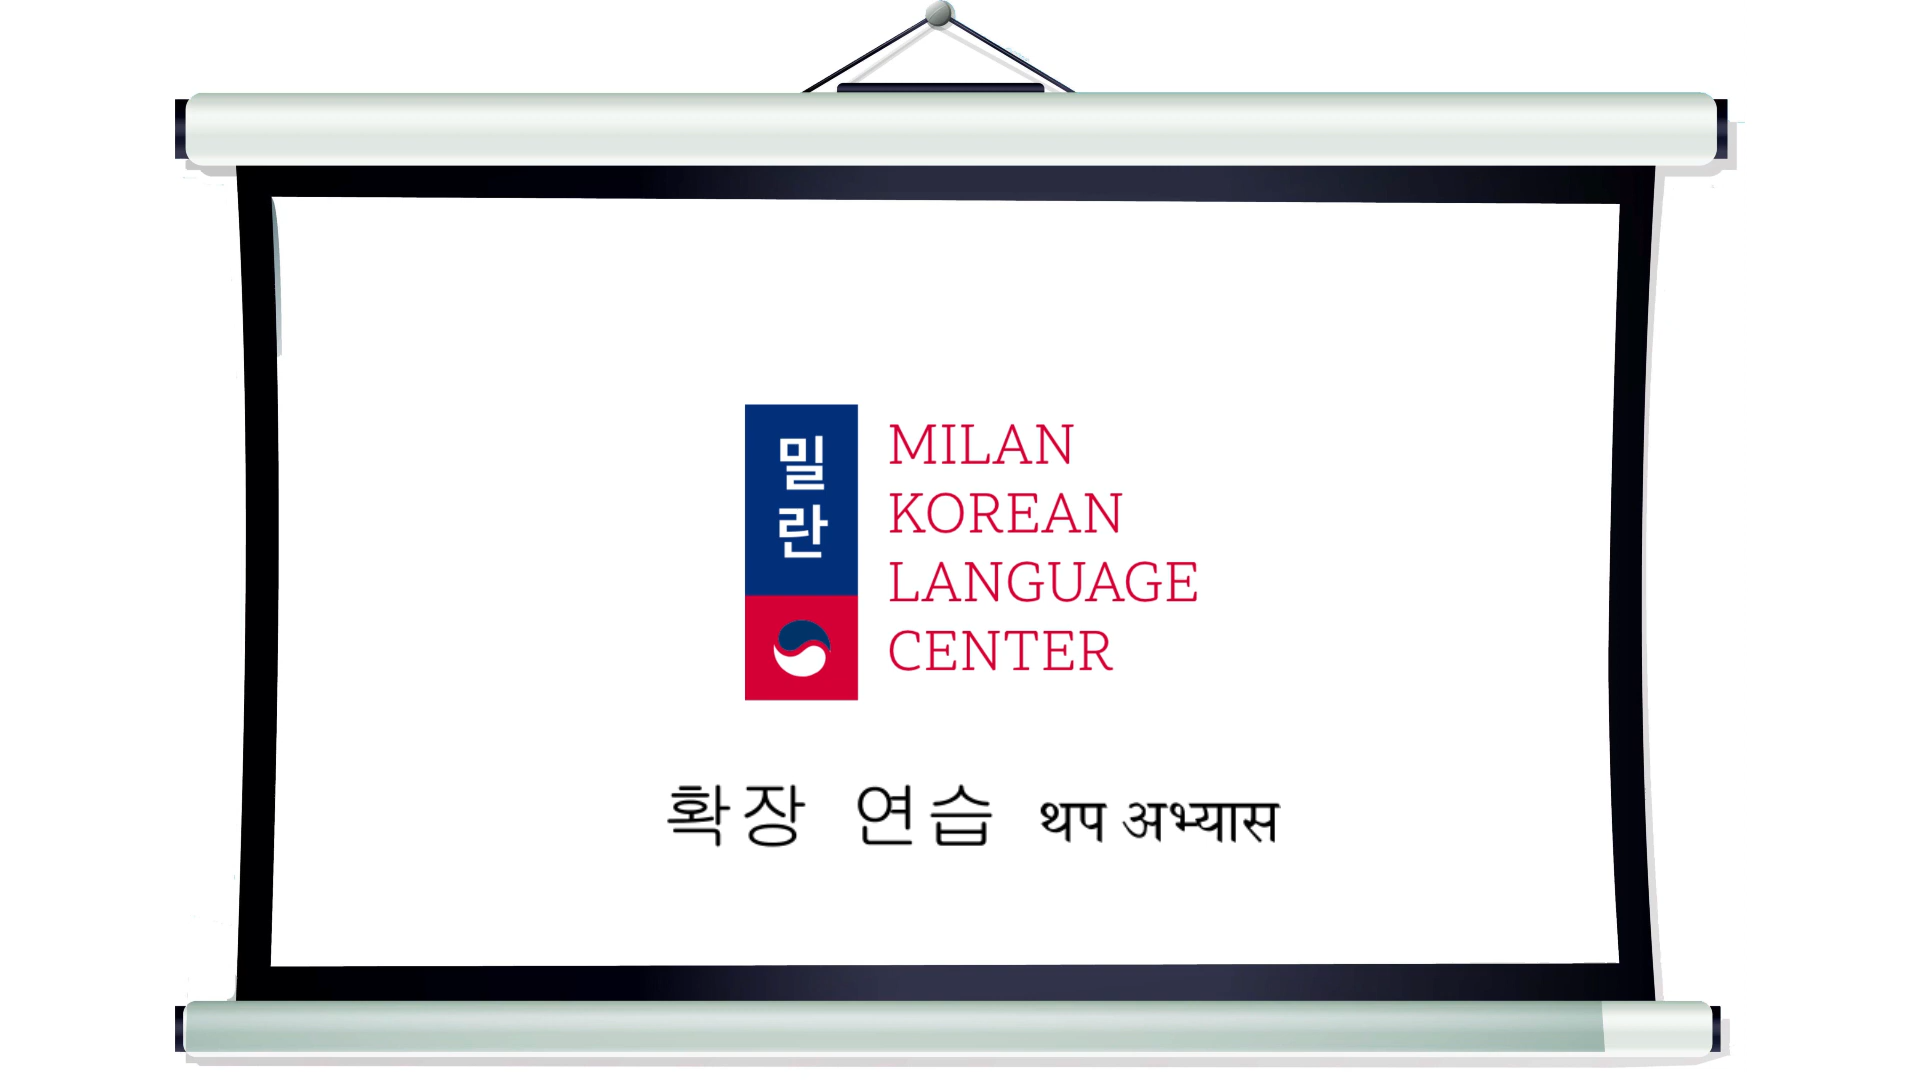 밀
란
MILAN
KOREAN
LANGUAGE
CENTER
확장 연습 थप अभ्यास